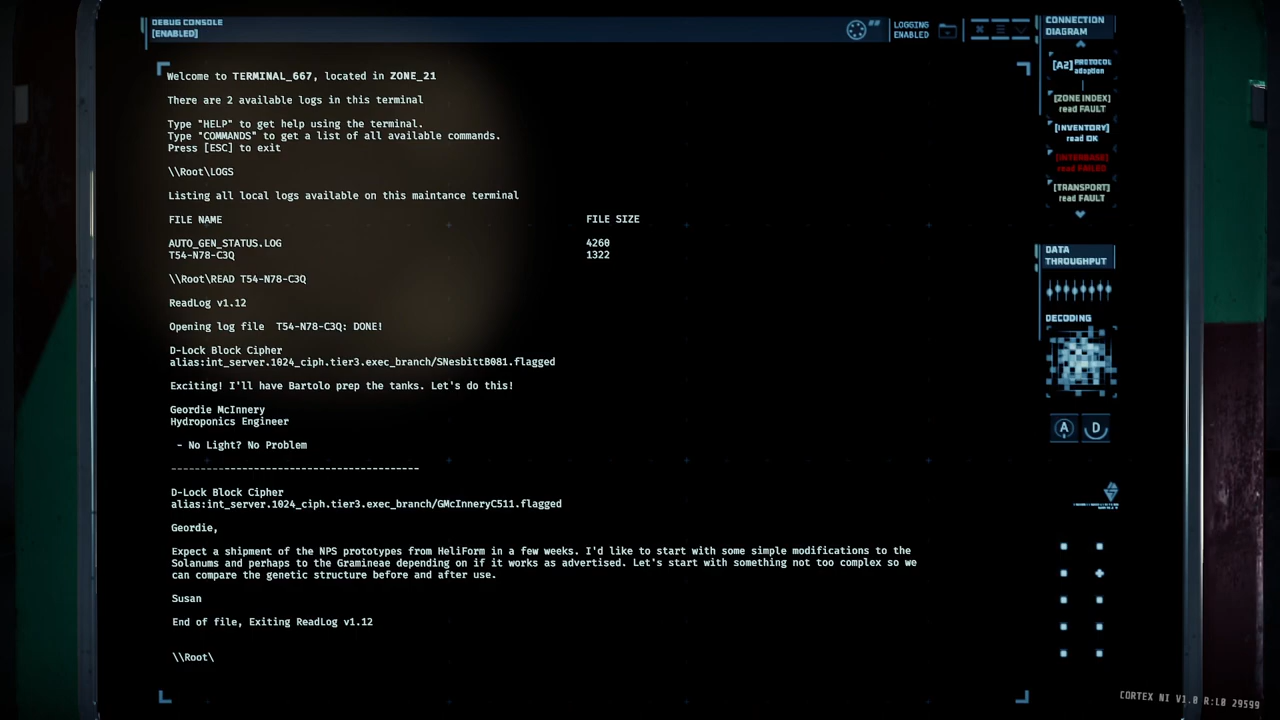 DEBUG CONSOLE
[ENABLED]
LOGGING
ENABLED
Welcome to TERMINAL_667, located in ZONE_21
There are 2 available logs in this terminal
Type "HELP" to get help using the terminal.
Type "COMMANDS" to get a list of all available commands.
Press [ESC] to exit
\\Root\LOGS
Listing all local logs available on this maintance terminal
FILE NAME FILE SIZE
AUTO_GEN_STATUS.LOG 4260
T54-N78-C3Q 1322
\\Root\READ T54-N78-C3Q
ReadLog v1.12
Opening log file  T54-N78-C3Q: DONE!
D-Lock Block Cipher
alias:int_server.1024_ciph.tier3.exec_branch/SNesbittB081.flagged
Exciting! I'll have Bartolo prep the tanks. Let's do this!
Geordie McInnery
Hydroponics Engineer
- No Light? No Problem
------------------------------------------
D-Lock Block Cipher
alias:int_server.1024_ciph.tier3.exec_branch/GMcInneryC511.flagged
Geordie,
Expect a shipment of the NPS prototypes from HeliForm in a few weeks. I'd like to start with some simple modifications to the
Solanums and perhaps to the Gramineae depending on if it works as advertised. Let's start with something not too complex so we
can compare the genetic structure before and after use.
Susan
End of file, Exiting ReadLog v1.12
\\Root\
CONNECTION
DIAGRAM
[A2] PROTOCOL
adoption
[ZONE INDEX]
read FAULT
[INVENTORY]
read OK
[INTERBASE]
read FAILED
[TRANSPORT]
read FAULT
DATA
THROUGHPUT
DECODING
A D
CORTEX NI V1.0 R:L0 29599